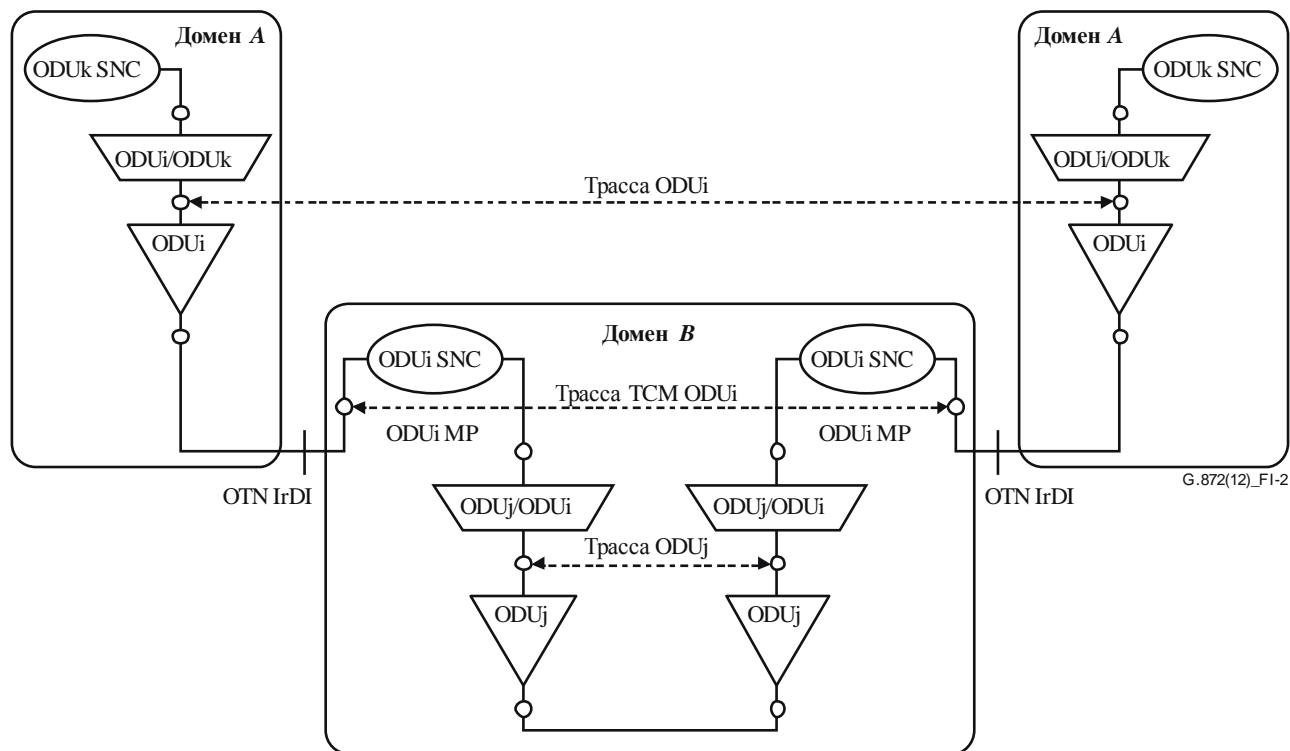 Домен A
Домен A
ODUk SNC
ODUk SNC
ODUi/ODUk
ODUi/ODUk
Трасса ODUi
ODUi
ODUi
Домен B
ODUi SNC
ODUi SNC
Трасса TCM ODUi
ODUi MP
ODUi MP
OTN IrDI
OTN IrDI
G.872(12)_FI-2
ODUj/ODUi
ODUj/ODUi
Трасса ODUj
ODUj
ODUj